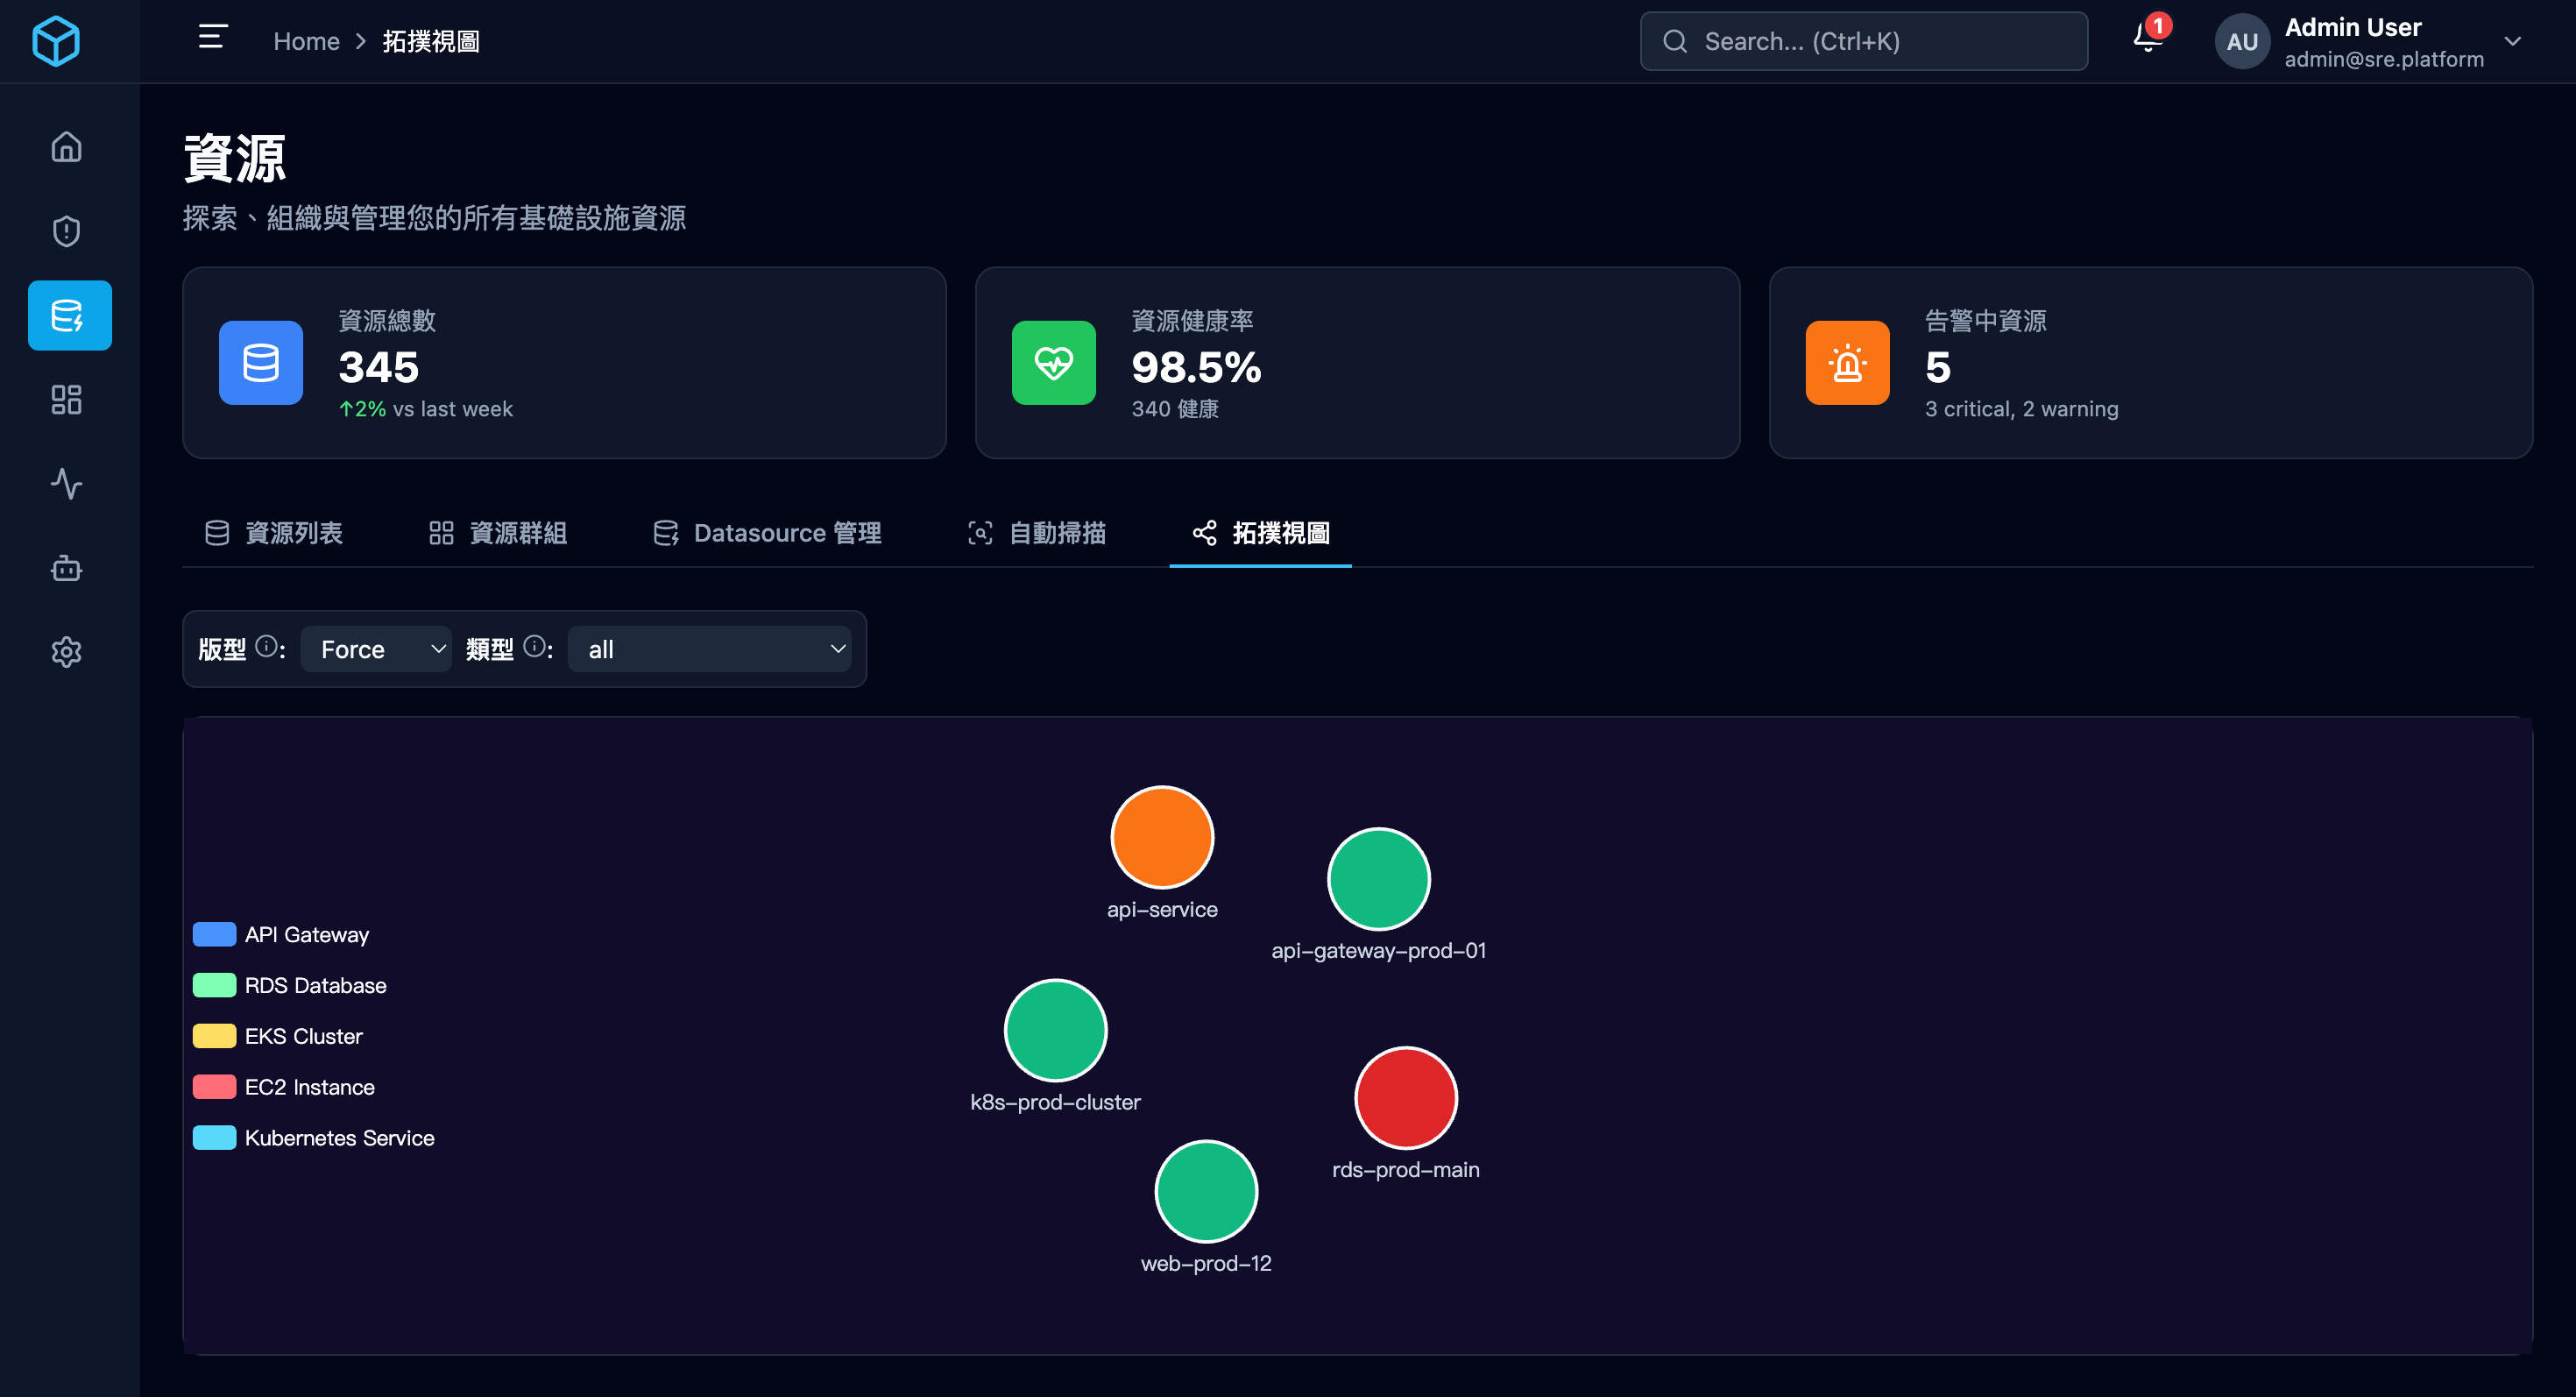 Home > 拓撲視圖
Search... (Ctrl+K)
1
AU
Admin User
admin@sre.platform
資源
探索、組織與管理您的所有基礎設施資源
資源總數
345
↑2% vs last week
資源健康率
98.5%
340 健康
告警中資源
5
3 critical, 2 warning
資源列表
資源群組
Datasource 管理
自動掃描
拓撲視圖
版型 ⓘ: Force 類型 ⓘ: all
api-service
api-gateway-prod-01
API Gateway
RDS Database
EKS Cluster
EC2 Instance
Kubernetes Service
k8s-prod-cluster
rds-prod-main
web-prod-12